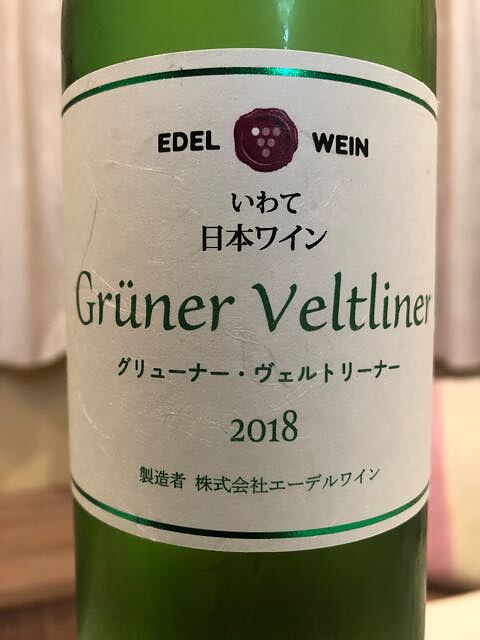 EDEL WEIN
いわて
日本ワイン
Grüner Veltliner
グリューナー・ヴェルトリーナー
2018
製造者 株式会社エーデルワイン